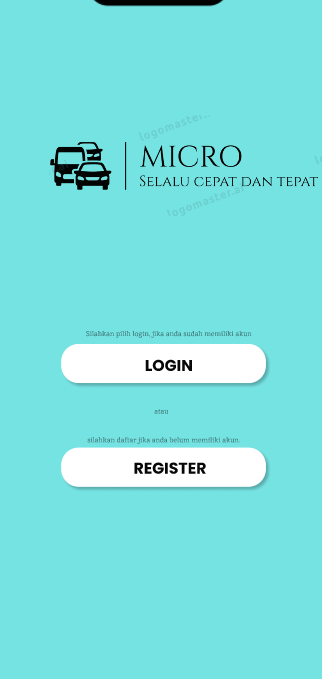 logomaster.ai
MICRO
SELALU CEPAT DAN TEPAT
logomaster.ai
Silahkan pilih login, jika anda sudah memiliki akun
LOGIN
atau
silahkan daftar jika anda belum memiliki akun.
REGISTER